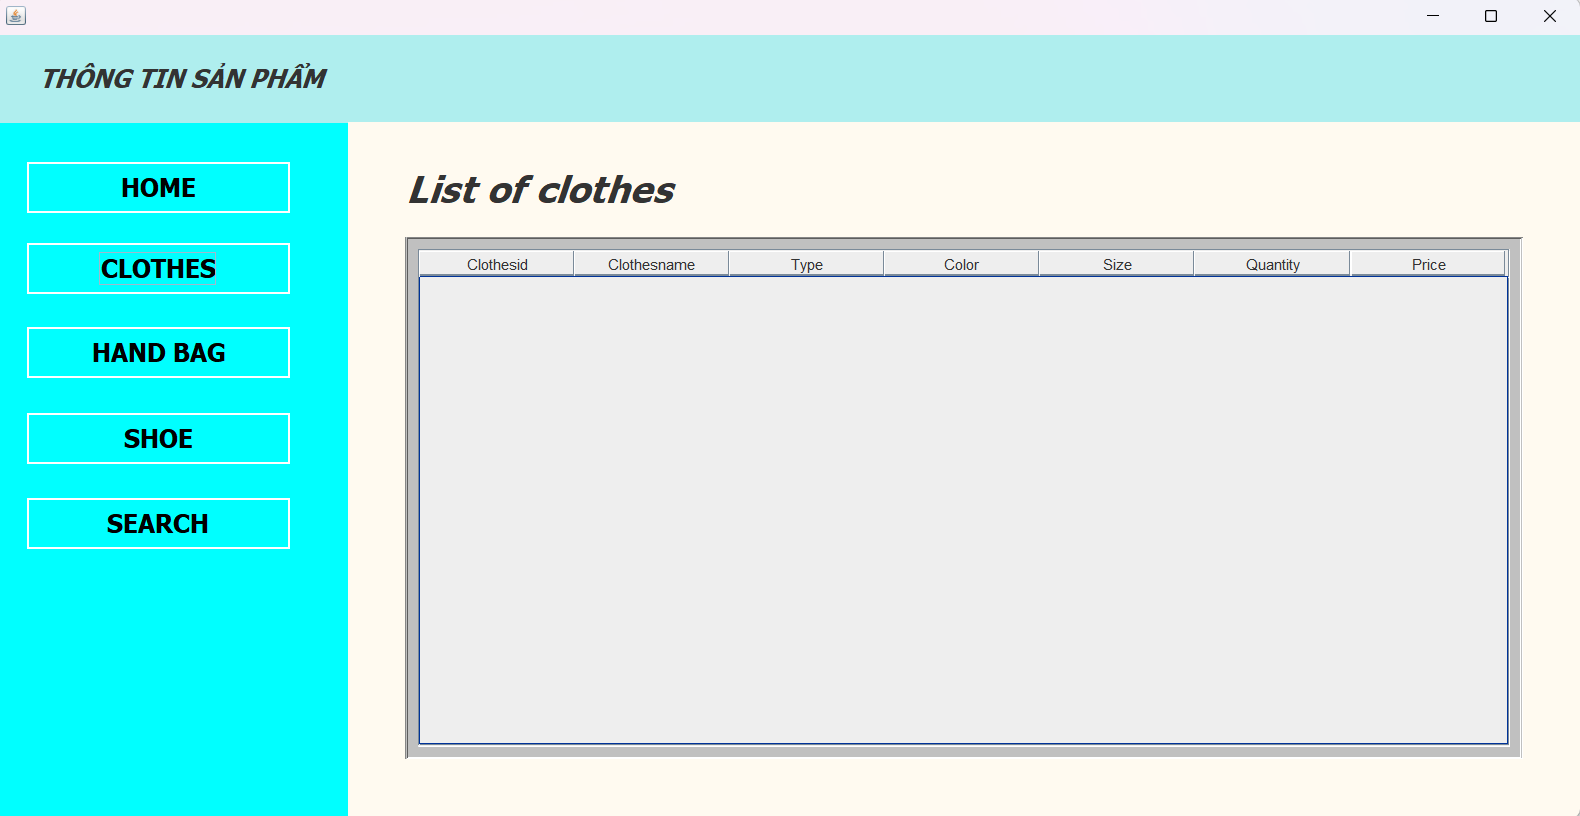 THÔNG TIN SẢN PHẨM
HOME
CLOTHES
HAND BAG
SHOE
SEARCH
List of clothes
Clothesid Clothesname Type Color Size Quantity Price